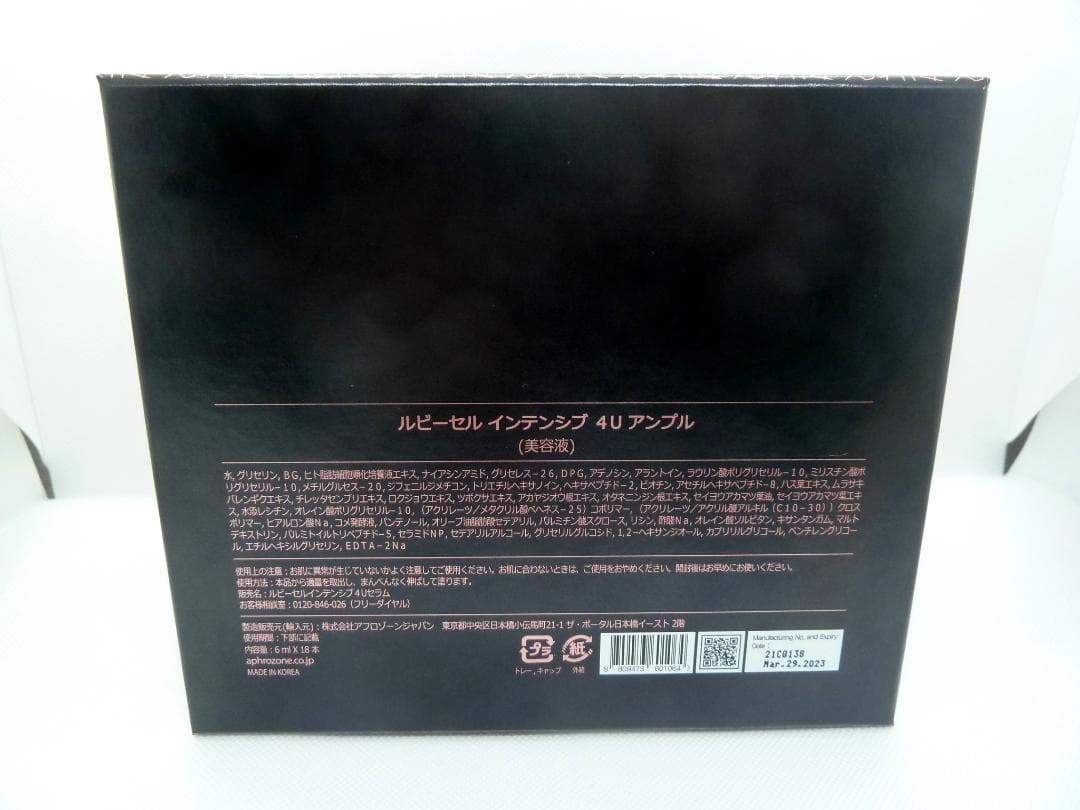 ルビーセル インテンシブ 4U アンプル
(美容液)
水, グリセリン, BG, ヒト脂肪細胞順化培養液エキス, ナイアシンアミド, グリセレス-26, DPG, アデノシン, アラントイン, ラウリン酸ポリグリセリル-10, ミリスチン酸ポ
リグリセリル-10, メチルグルセス-20, ジフェニルジメチコン, トリエチルヘキサノイン, ヘキサペプチド-2, ビオチン, アセチルヘキサペプチド-8, ハス葉エキス, ムラサキ
バレンギクエキス, チレッタセンブリエキス, ロクジョウエキス, ツボクサエキス, アカヤジオウ根エキス, オタネニンジン根エキス, セイヨウアカマツ葉油, セイヨウアカマツ葉エキ
ス, 水添レシチン, オレイン酸ポリグリセリル-10, (アクリレーツ/メタクリル酸ベヘネス-25) コポリマー, (アクリレーツ/アクリル酸アルキル (C10-30)) クロス
ポリマー, ヒアルロン酸Na, コメ発酵液, パンテノール, オリーブ油脂肪酸セテアリル, パルミチン酸スクロース, リシン, 酢酸Na, オレイン酸ソルビタン, キサンタンガム, マルト
デキストリン, パルミトイルトリペプチド-5, セラミドNP, セテアリルアルコール, グリセリルグルコシド, 1,2-ヘキサンジオール, カプリリルグリコール, ペンチレングリコー
ル, エチルヘキシルグリセリン, EDTA-2Na
使用上の注意 : お肌に異常が生じていないかよく注意してご使用ください。お肌に合わないときは、ご使用をおやめください。開封後はお早めにお使いください。
使用方法 : 本品から適量を取出し、まんべんなく伸ばして塗ります。
販売名 : ルビーセルインテンシブ4Uセラム
お客様相談室 : 0120-846-026 (フリーダイヤル)
製造販売元(輸入元) : 株式会社アフロゾーンジャパン 東京都中央区日本橋小伝馬町21-1 ザ・ポータル日本橋イースト 2階
使用期間 : 下部に記載
内容量 : 6 ml X 18 本
aphrozone.co.jp
MADE IN KOREA
プラ
トレー, キャップ
紙
外箱
8 809473 801064
Manufacturing No. and Expiry
Date :
21C0138
Mar.29.2023